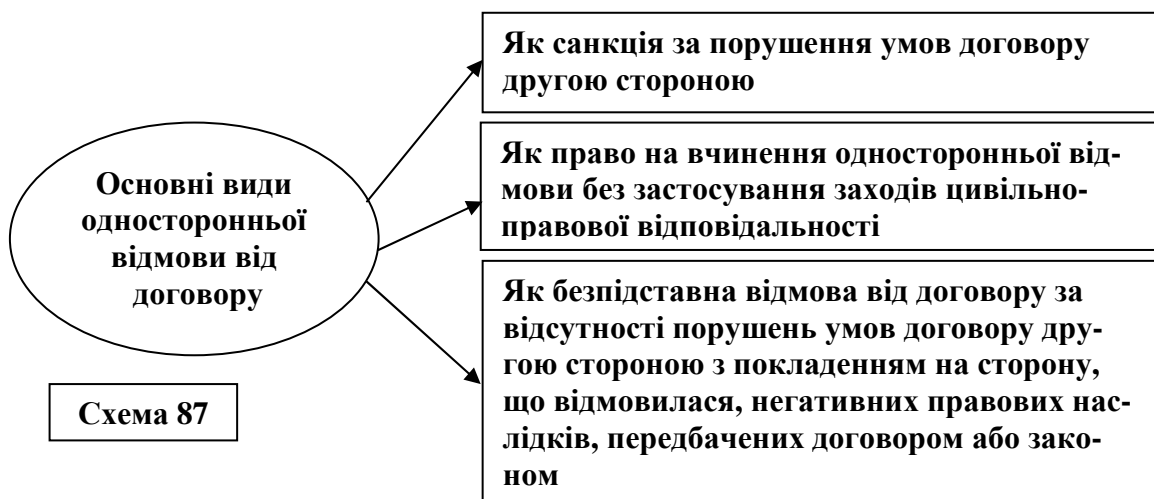 Як санкція за порушення умов договору
другою стороною
Як право на вчинення односторонньої від-
мови без застосування заходів цивільно-
правової відповідальності
Основні види
односторонньої
відмови від
договору
Як безпідставна відмова від договору за
відсутності порушень умов договору дру-
гою стороною з покладенням на сторону,
що відмовилася, негативних правових нас-
лідків, передбачених договором або зако-
ном
Схема 87